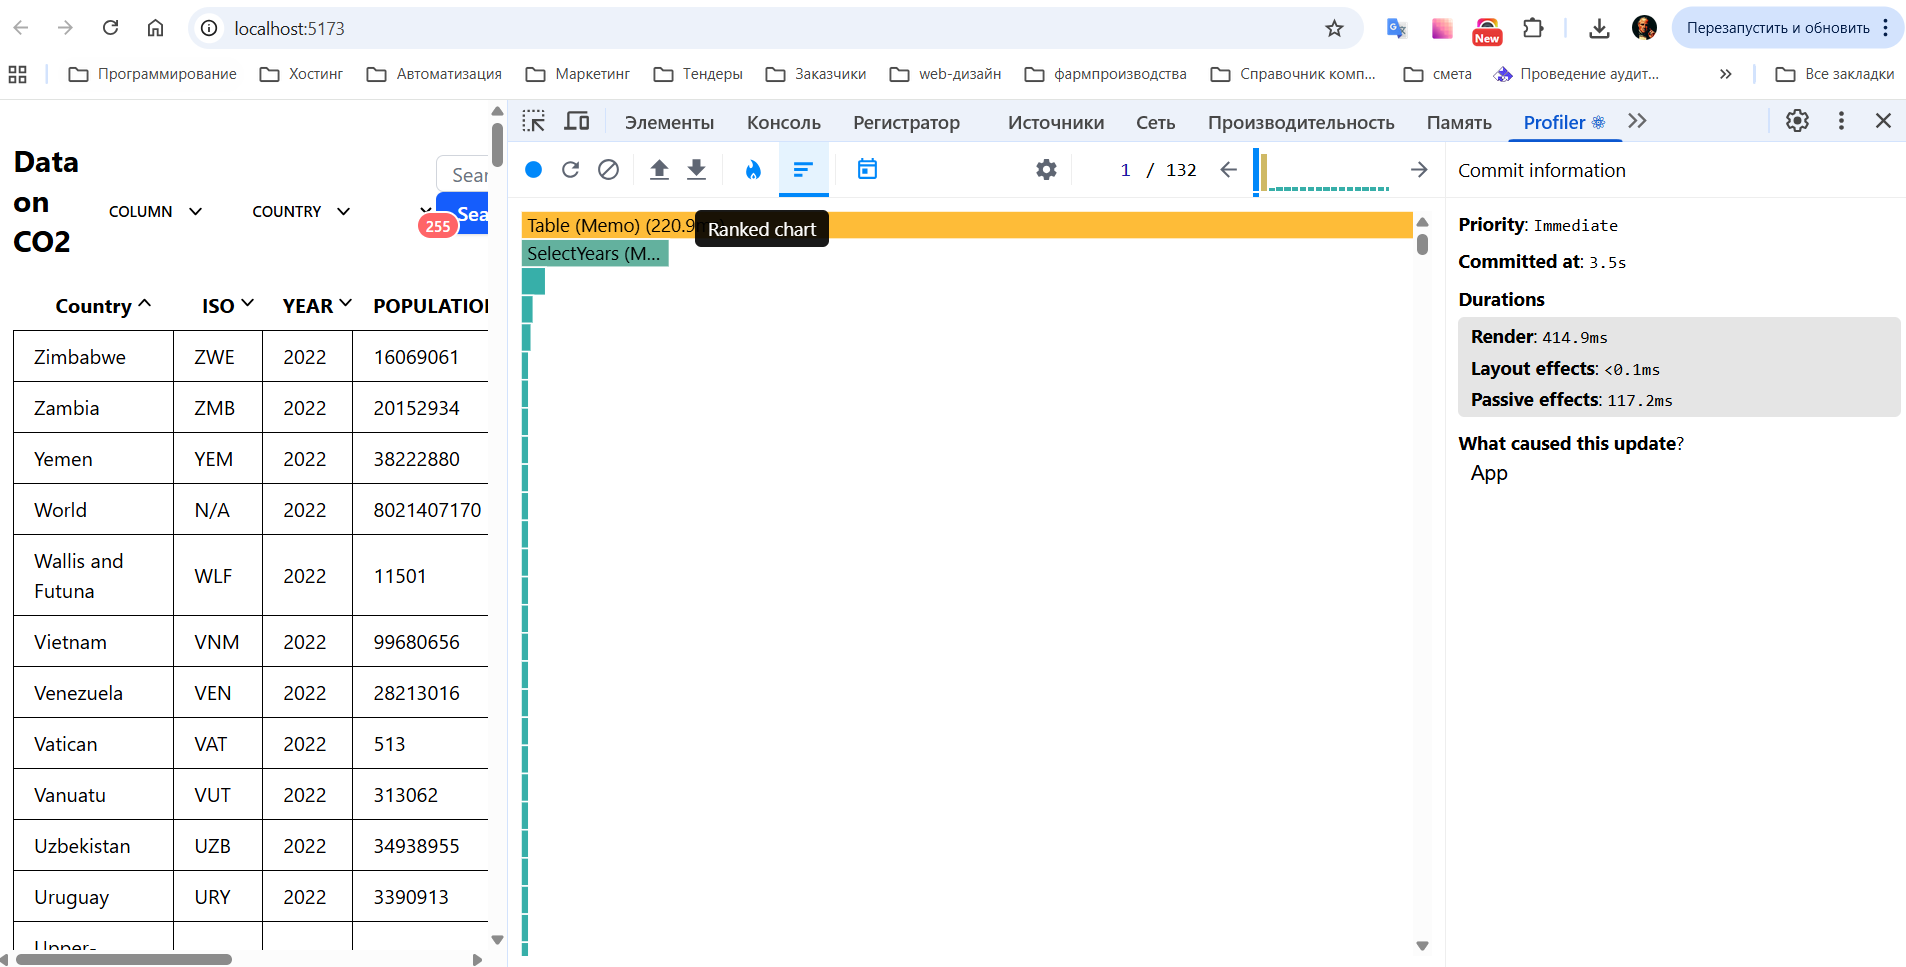 localhost:5173
New
Перезапустить и обновить
Программирование
Хостинг
Автоматизация
Маркетинг
Тендеры
Заказчики
web-дизайн
фармпроизводства
Справочник комп...
смета
Проведение аудит...
Все закладки
Data on CO2
COLUMN
COUNTRY
255
Sear
Sea
Country
ISO
YEAR
POPULATION
Zimbabwe ZWE 2022 16069061
Zambia ZMB 2022 20152934
Yemen YEM 2022 38222880
World N/A 2022 8021407170
Wallis and Futuna WLF 2022 11501
Vietnam VNM 2022 99680656
Venezuela VEN 2022 28213016
Vatican VAT 2022 513
Vanuatu VUT 2022 313062
Uzbekistan UZB 2022 34938955
Uruguay URY 2022 3390913
Upper-
Элементы
Консоль
Регистратор
Источники
Сеть
Производительность
Память
Profiler
1 / 132
Table (Memo) (220.9
Ranked chart
SelectYears (M...
Commit information
Priority: Immediate
Committed at: 3.5s
Durations
Render: 414.9ms
Layout effects: <0.1ms
Passive effects: 117.2ms
What caused this update?
App